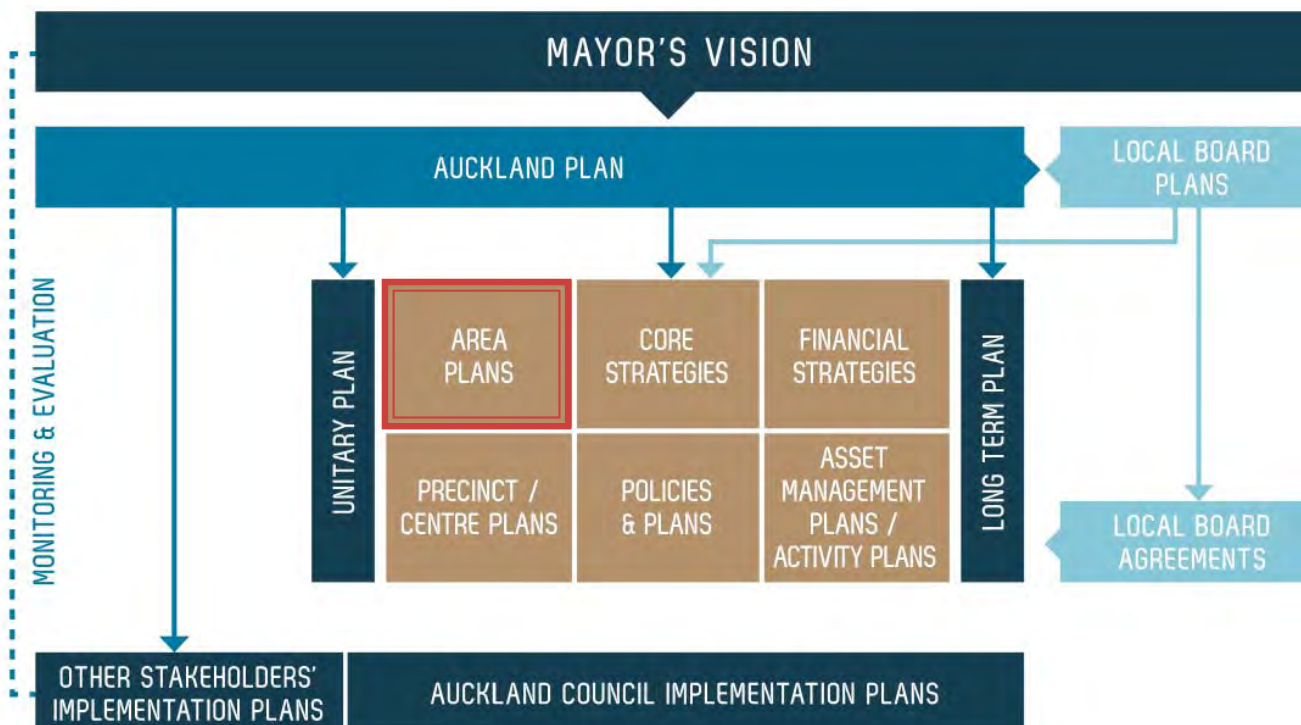 MAYOR'S VISION
AUCKLAND PLAN
LOCAL BOARD
PLANS
MONITORING & EVALUATION
UNITARY PLAN
AREA
PLANS
CORE
STRATEGIES
FINANCIAL
STRATEGIES
PRECINCT /
CENTRE PLANS
POLICIES
& PLANS
ASSET
MANAGEMENT
PLANS /
ACTIVITY PLANS
LONG TERM PLAN
LOCAL BOARD
AGREEMENTS
OTHER STAKEHOLDERS'
IMPLEMENTATION PLANS
AUCKLAND COUNCIL IMPLEMENTATION PLANS